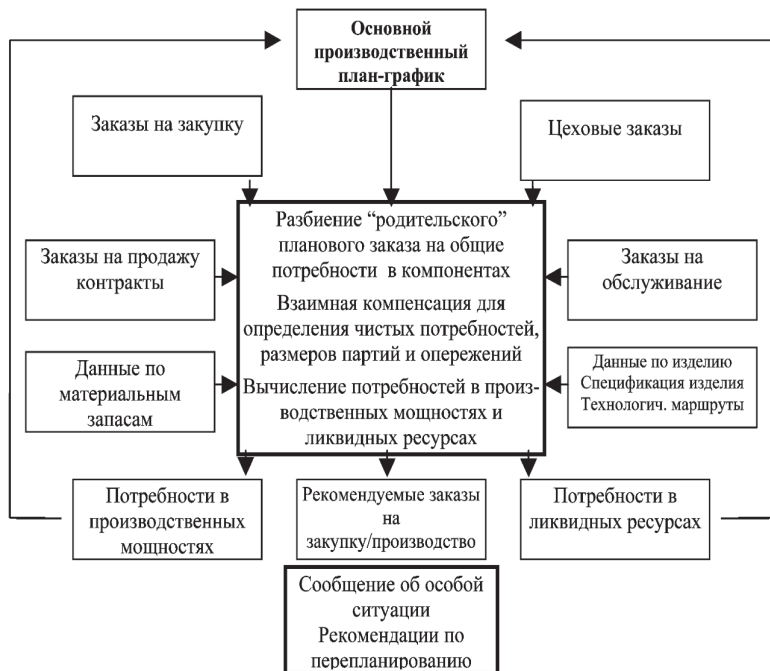 Основной
производственный
план-график
Заказы на закупку
Цеховые заказы
Разбиение “родительского”
планового заказа на общие
потребности в компонентах
Взаимная компенсация для
определения чистых потребностей,
размеров партий и опережений
Вычисление потребностей в произ-
водственных мощностях и
ликвидных ресурсах
Заказы на продажу
контракты
Заказы на
обслуживание
Данные по
материальным
запасам
Данные по изделию
Спецификация изделия
Технологич. маршруты
Потребности в
производственных
мощностях
Рекомендуемые заказы
на
закупку/производство
Потребности в
ликвидных ресурсах
Сообщение об особой
ситуации
Рекомендации по
перепланированию